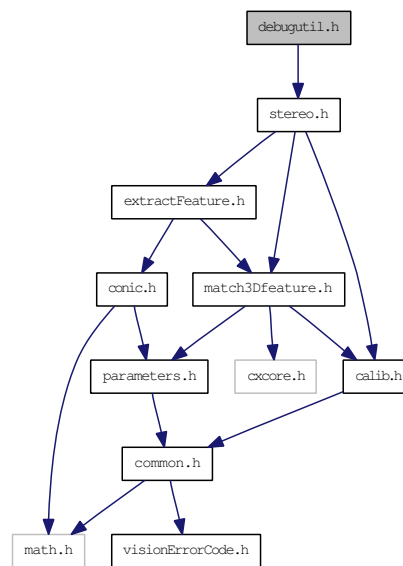 debugutil.h
stereo.h
extractFeature.h
conic.h
match3Dfeature.h
parameters.h
cxcore.h
calib.h
common.h
math.h
visionErrorCode.h